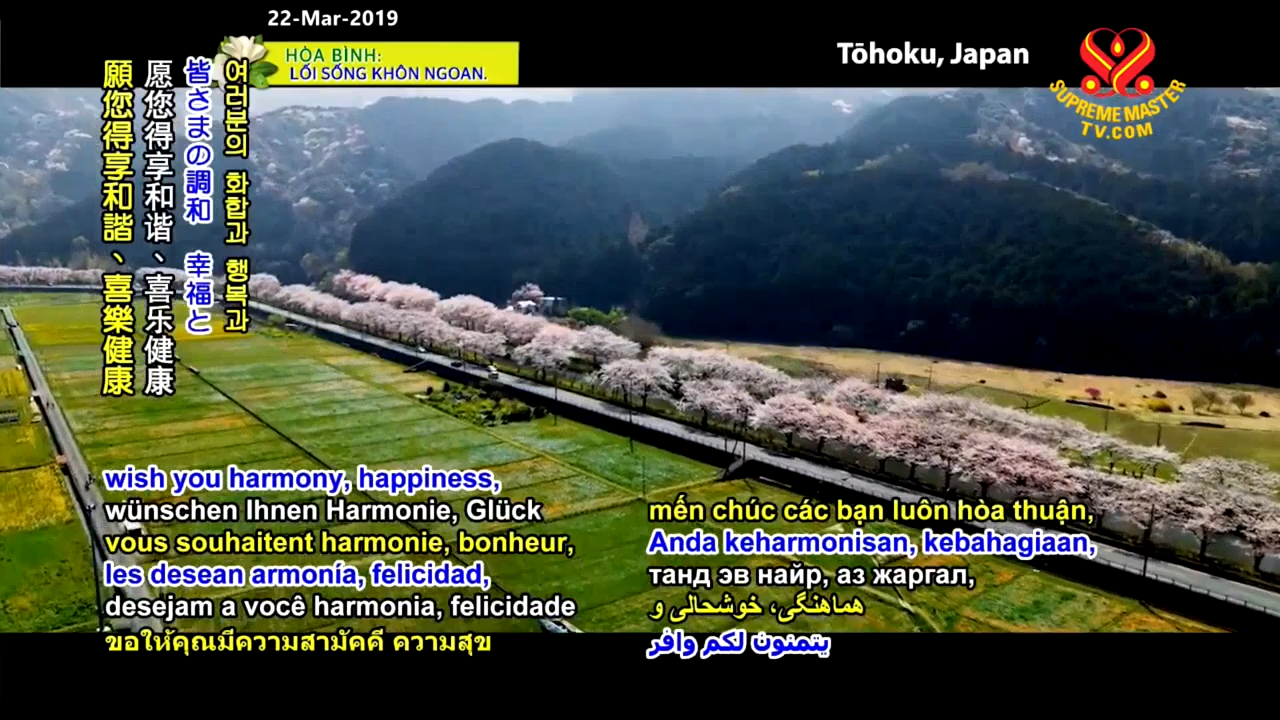 22-Mar-2019
HÒA BÌNH:
LỐI SỐNG KHÔN NGOAN.
Tōhoku, Japan
SUPREME MASTER
TV.COM
여러분의 화합과 행복과
皆さまの調和 幸福と
愿您得享和谐、喜乐健康
願您得享和諧、喜樂健康
wish you harmony, happiness,
wünschen Ihnen Harmonie, Glück
vous souhaitent harmonie, bonheur,
les desean armonía, felicidad,
desejam a você harmonia, felicidade
ขอให้คุณมีความสามัคคี ความสุข
mến chúc các bạn luôn hòa thuận,
Anda keharmonisan, kebahagiaan,
танд эв найр, аз жаргал,
هماهنگی، خوشحالی و
يتمنون لكم وافر